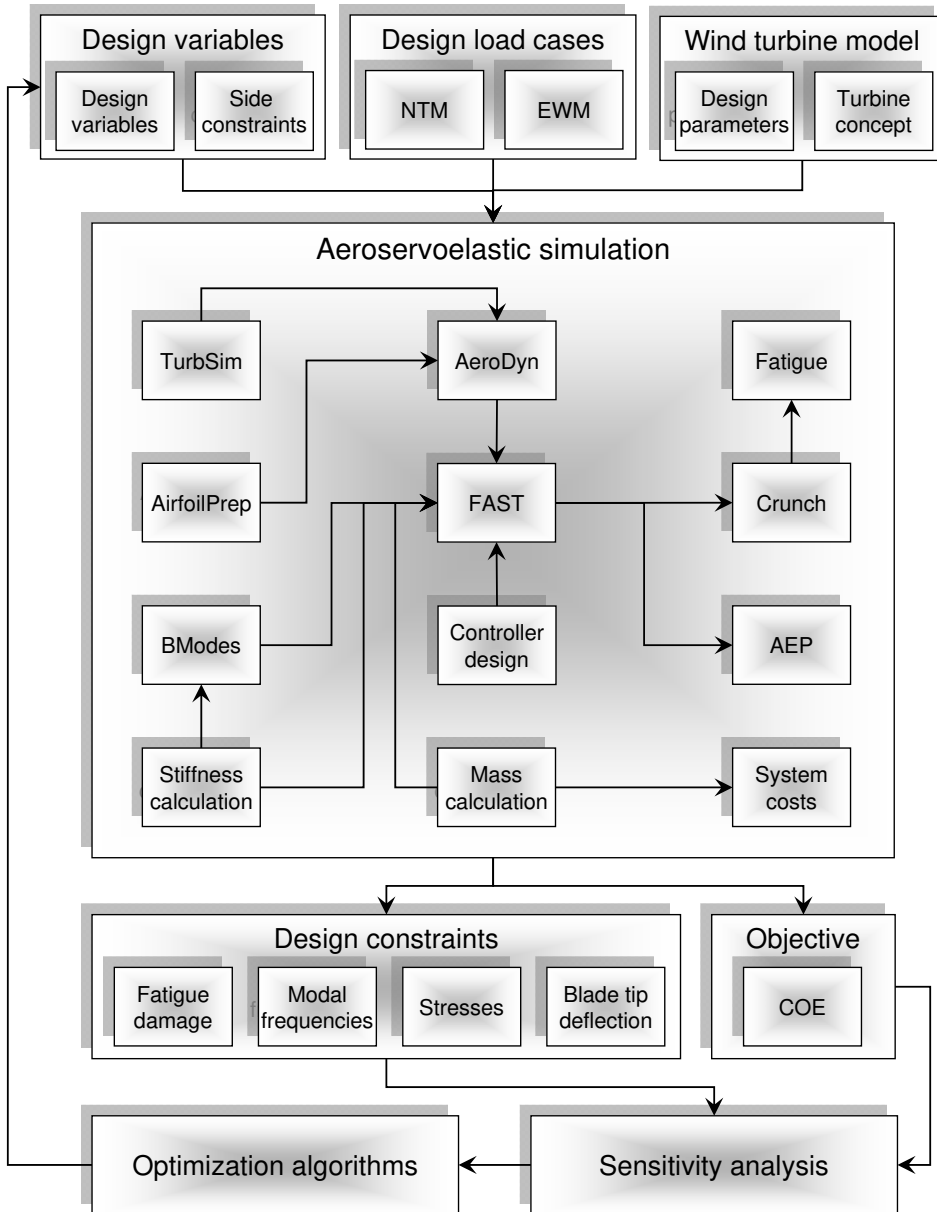 Design variables
Design
variables
Side
constraints
Design load cases
NTM
EWM
Wind turbine model
Design
parameters
Turbine
concept
Aeroservoelastic simulation
TurbSim
AeroDyn
Fatigue
AirfoilPrep
FAST
Crunch
BModes
Controller
design
AEP
Stiffness
calculation
Mass
calculation
System
costs
Design constraints
Fatigue
damage
Modal
frequencies
Stresses
Blade tip
deflection
Objective
COE
Optimization algorithms
Sensitivity analysis